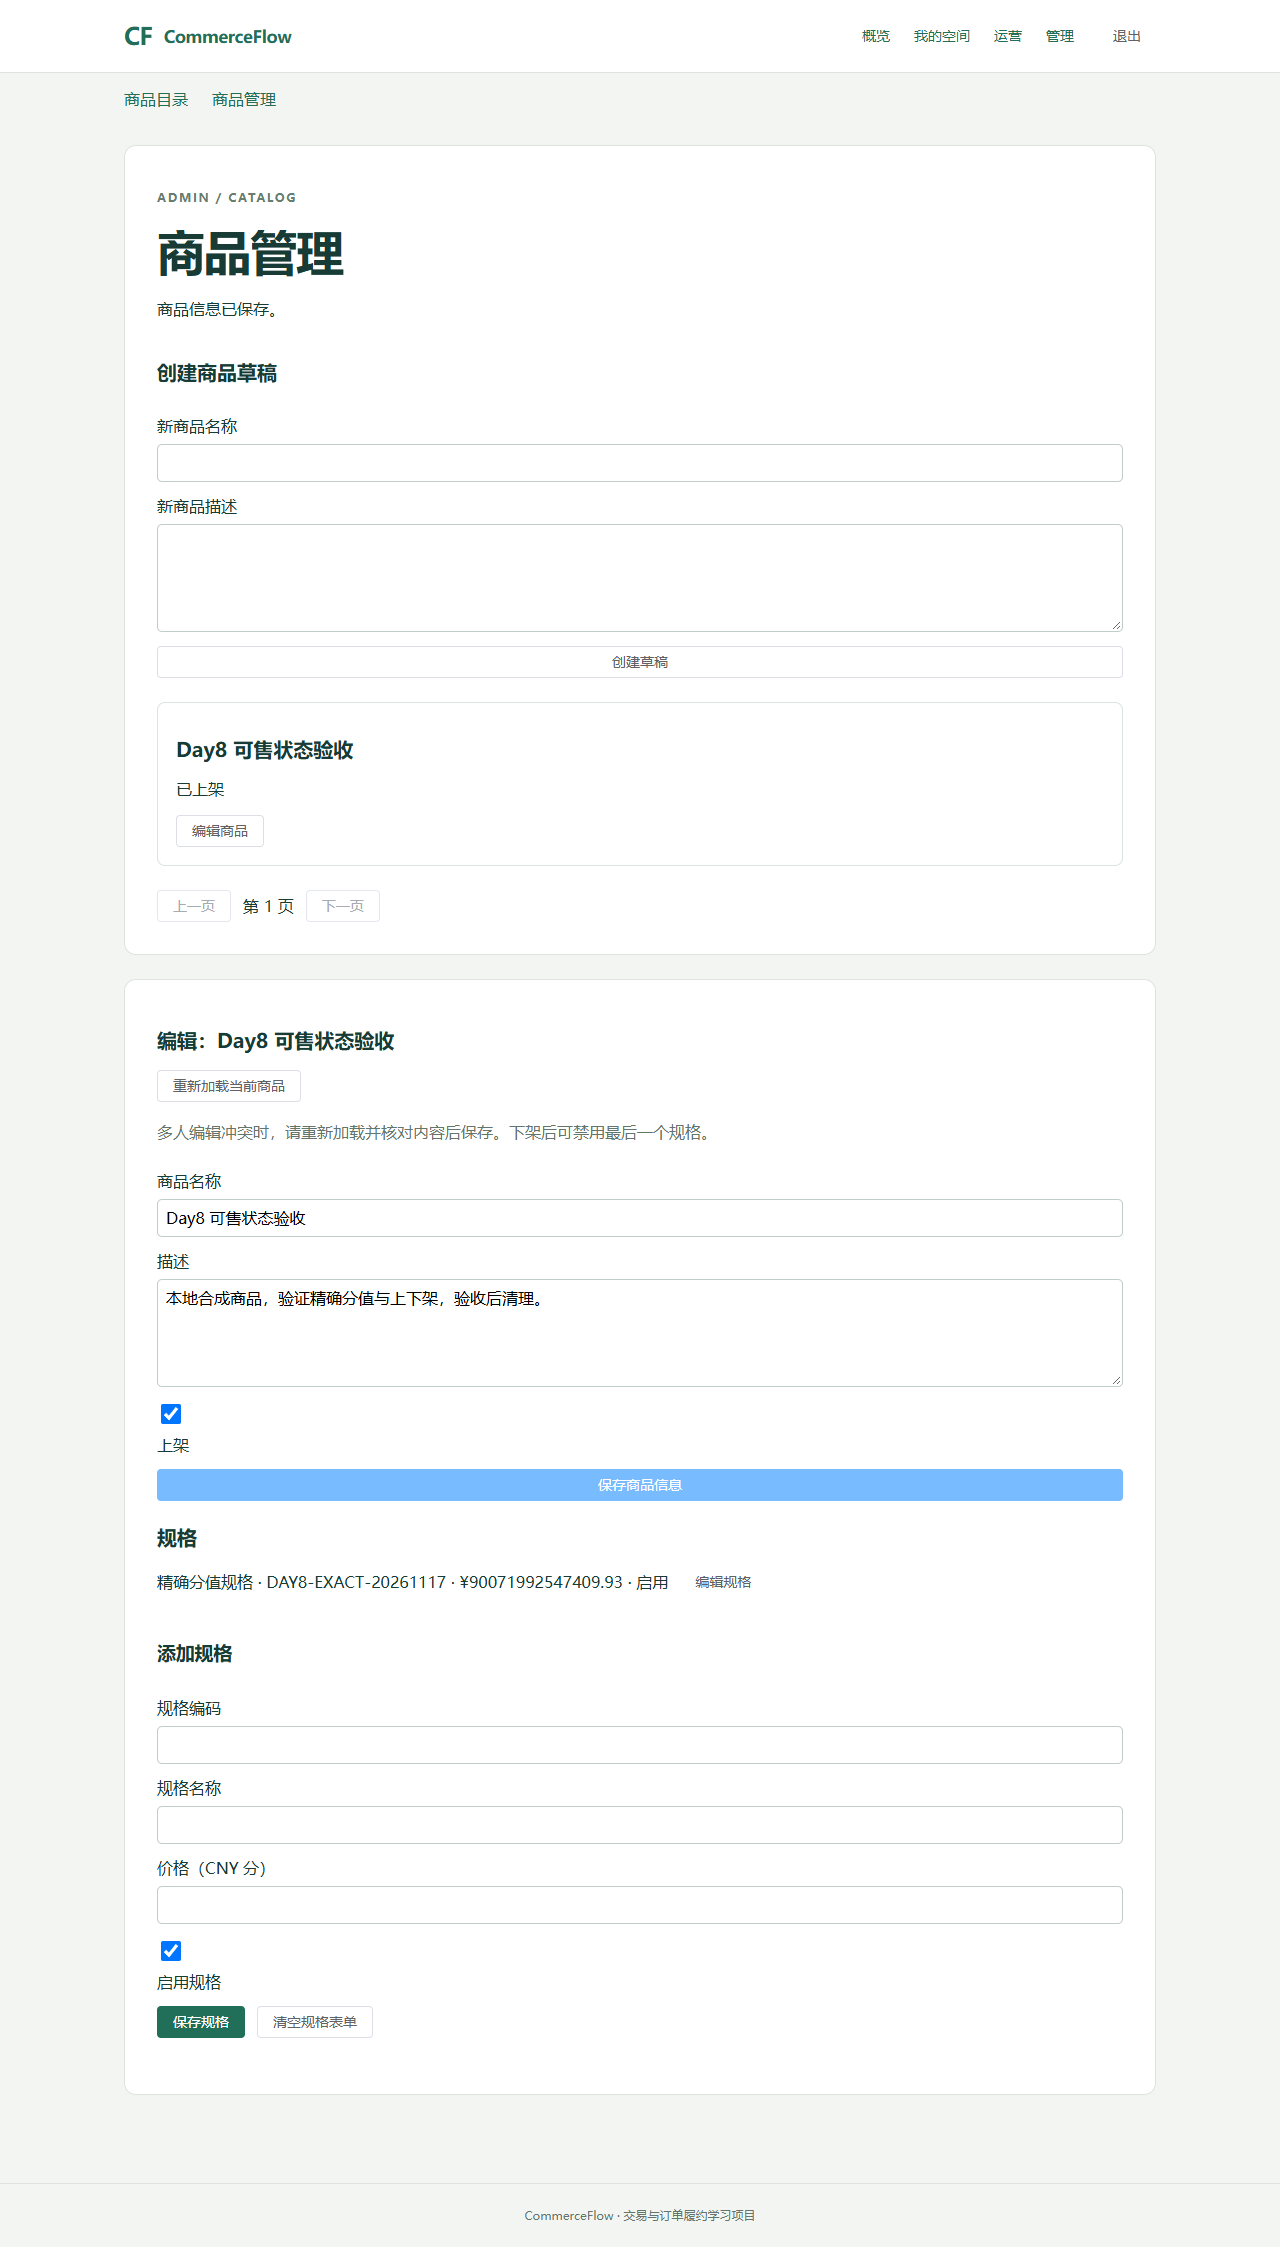 CF CommerceFlow 概览 我的空间 运营 管理 退出
商品目录 商品管理
ADMIN / CATALOG
商品管理
商品信息已保存。
创建商品草稿
新商品名称
新商品描述
创建草稿
Day8 可售状态验收
已上架
编辑商品
上一页 第 1 页 下一页
编辑：Day8 可售状态验收
重新加载当前商品
多人编辑冲突时，请重新加载并核对内容后保存。下架后可禁用最后一个规格。
商品名称
Day8 可售状态验收
描述
本地合成商品，验证精确分值与上下架，验收后清理。
上架
保存商品信息
规格
精确分值规格 · DAY8-EXACT-20261117 · ¥90071992547409.93 · 启用 编辑规格
添加规格
规格编码
规格名称
价格（CNY 分）
启用规格
保存规格 清空规格表单
CommerceFlow · 交易与订单履约学习项目